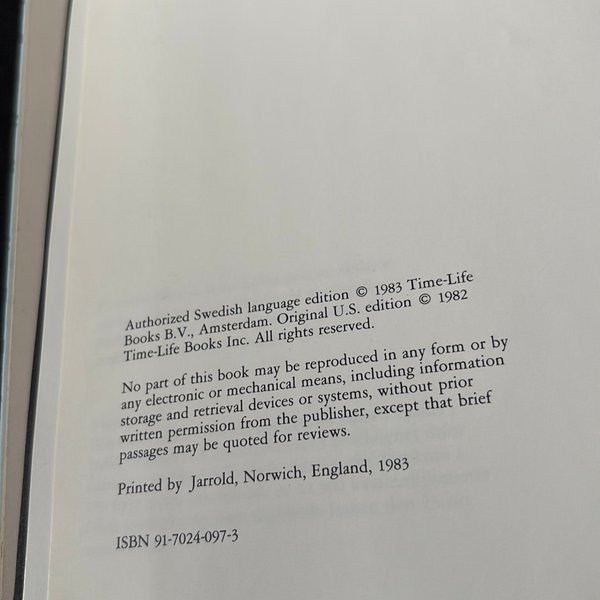 Authorized Swedish language edition © 1983 Time-Life
Books B.V., Amsterdam. Original U.S. edition © 1982
Time-Life Books Inc. All rights reserved.
No part of this book may be reproduced in any form or by
any electronic or mechanical means, including information
storage and retrieval devices or systems, without prior
written permission from the publisher, except that brief
passages may be quoted for reviews.
Printed by Jarrold, Norwich, England, 1983
ISBN 91-7024-097-3